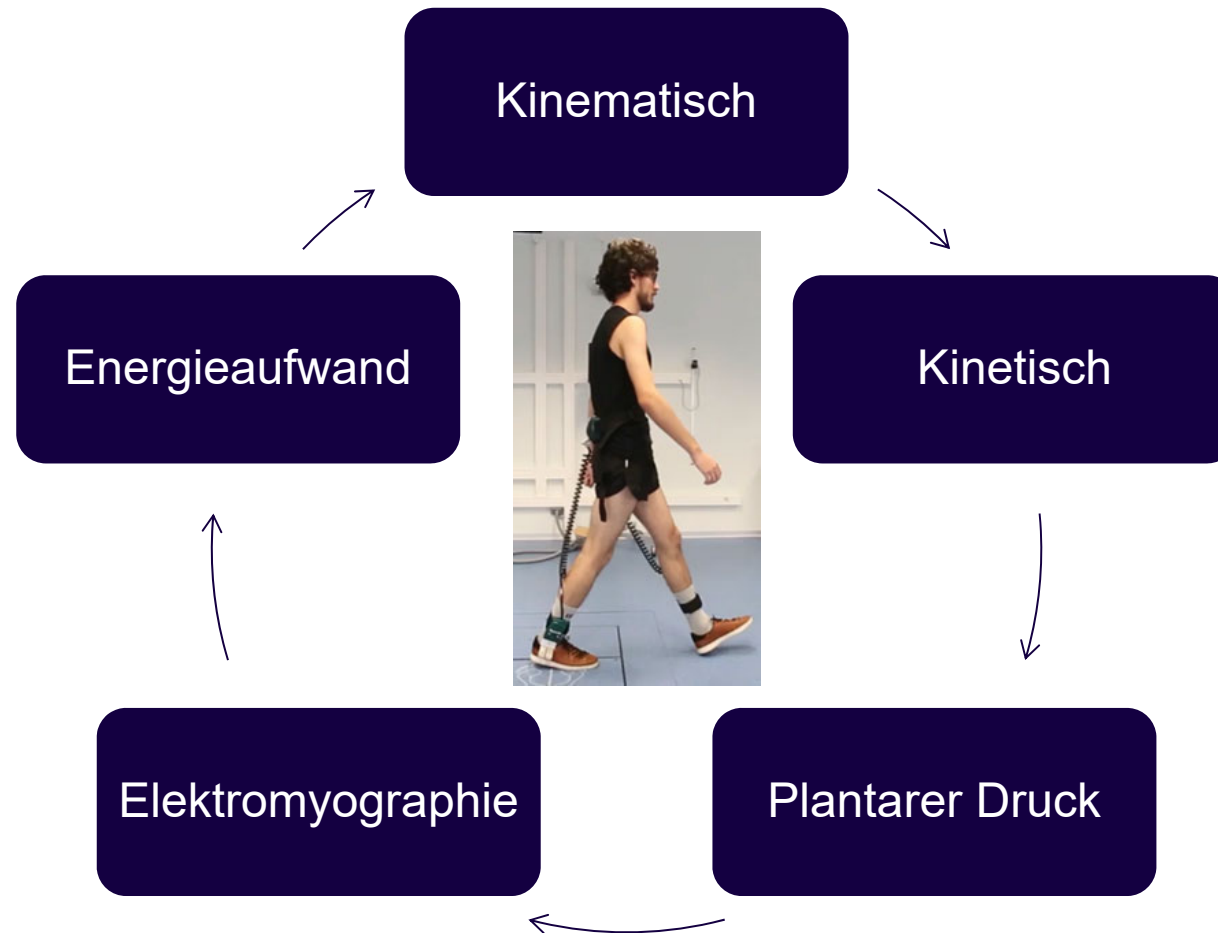 Kinematisch
Kinetisch
Plantarer Druck
Elektromyographie
Energieaufwand